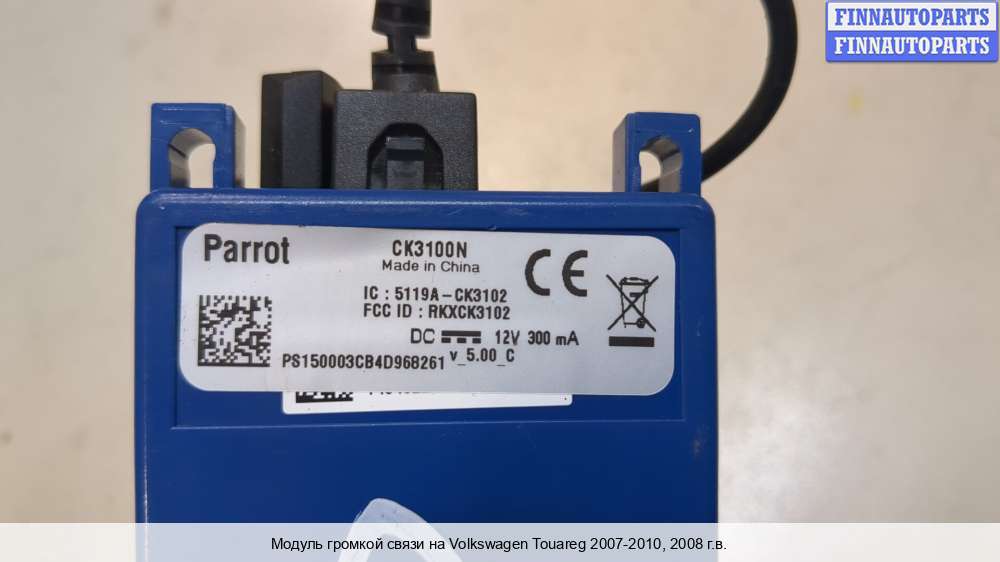 FINNAUTOPARTS
FINNAUTOPARTS
Parrot
CK3100N
Made in China
IC : 5119A-CK3102
FCC ID : RKXCK3102
DC 12V 300 mA
PS150003CB4D968261 v_5.00_C
CE
Модуль громкой связи на Volkswagen Touareg 2007-2010, 2008 г.в.